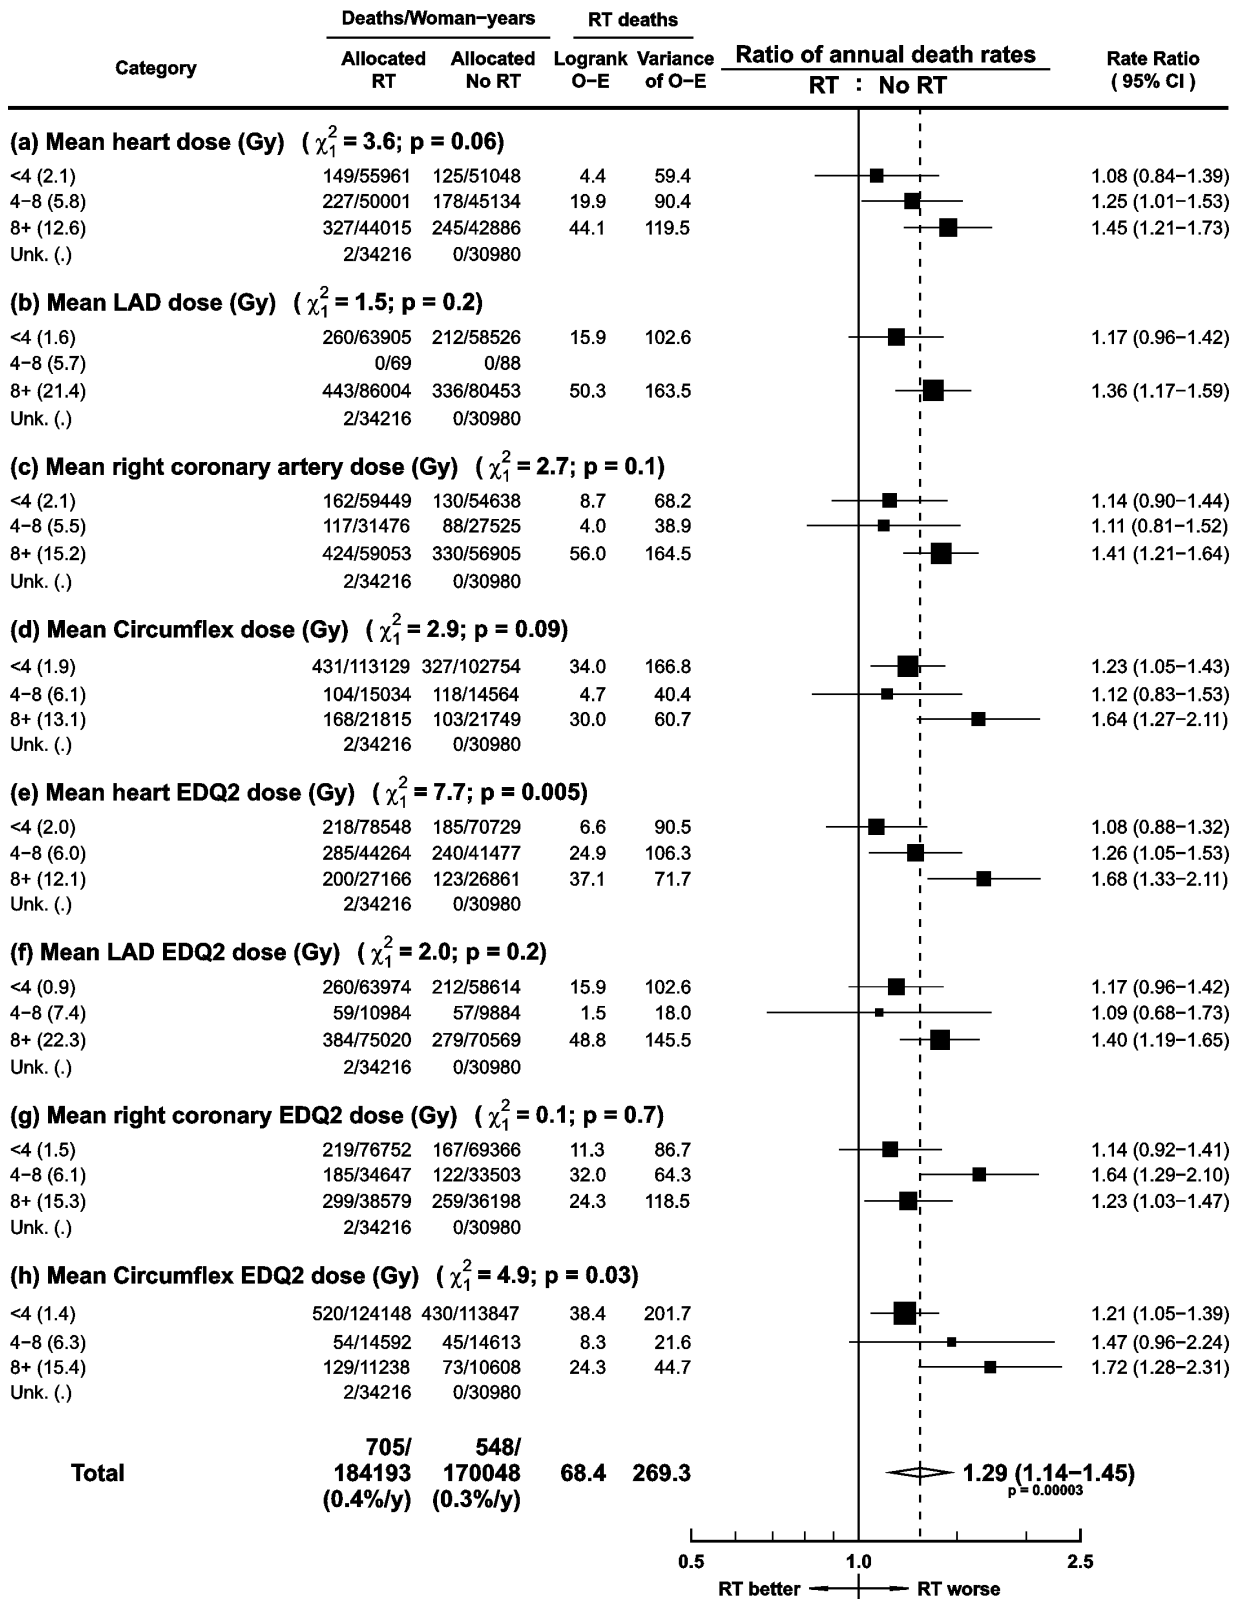 Deaths/Woman−years RT deaths
Category Allocated RT Allocated No RT Logrank O−E Variance of O−E Ratio of annual death rates RT : No RT Rate Ratio ( 95% CI )
(a) Mean heart dose (Gy) ( χ²₁ = 3.6; p = 0.06)
<4 (2.1) 149/55961 125/51048 4.4 59.4 1.08 (0.84−1.39)
4−8 (5.8) 227/50001 178/45134 19.9 90.4 1.25 (1.01−1.53)
8+ (12.6) 327/44015 245/42886 44.1 119.5 1.45 (1.21−1.73)
Unk. (.) 2/34216 0/30980
(b) Mean LAD dose (Gy) ( χ²₁ = 1.5; p = 0.2)
<4 (1.6) 260/63905 212/58526 15.9 102.6 1.17 (0.96−1.42)
4−8 (5.7) 0/69 0/88
8+ (21.4) 443/86004 336/80453 50.3 163.5 1.36 (1.17−1.59)
Unk. (.) 2/34216 0/30980
(c) Mean right coronary artery dose (Gy) ( χ²₁ = 2.7; p = 0.1)
<4 (2.1) 162/59449 130/54638 8.7 68.2 1.14 (0.90−1.44)
4−8 (5.5) 117/31476 88/27525 4.0 38.9 1.11 (0.81−1.52)
8+ (15.2) 424/59053 330/56905 56.0 164.5 1.41 (1.21−1.64)
Unk. (.) 2/34216 0/30980
(d) Mean Circumflex dose (Gy) ( χ²₁ = 2.9; p = 0.09)
<4 (1.9) 431/113129 327/102754 34.0 166.8 1.23 (1.05−1.43)
4−8 (6.1) 104/15034 118/14564 4.7 40.4 1.12 (0.83−1.53)
8+ (13.1) 168/21815 103/21749 30.0 60.7 1.64 (1.27−2.11)
Unk. (.) 2/34216 0/30980
(e) Mean heart EDQ2 dose (Gy) ( χ²₁ = 7.7; p = 0.005)
<4 (2.0) 218/78548 185/70729 6.6 90.5 1.08 (0.88−1.32)
4−8 (6.0) 285/44264 240/41477 24.9 106.3 1.26 (1.05−1.53)
8+ (12.1) 200/27166 123/26861 37.1 71.7 1.68 (1.33−2.11)
Unk. (.) 2/34216 0/30980
(f) Mean LAD EDQ2 dose (Gy) ( χ²₁ = 2.0; p = 0.2)
<4 (0.9) 260/63974 212/58614 15.9 102.6 1.17 (0.96−1.42)
4−8 (7.4) 59/10984 57/9884 1.5 18.0 1.09 (0.68−1.73)
8+ (22.3) 384/75020 279/70569 48.8 145.5 1.40 (1.19−1.65)
Unk. (.) 2/34216 0/30980
(g) Mean right coronary EDQ2 dose (Gy) ( χ²₁ = 0.1; p = 0.7)
<4 (1.5) 219/76752 167/69366 11.3 86.7 1.14 (0.92−1.41)
4−8 (6.1) 185/34647 122/33503 32.0 64.3 1.64 (1.29−2.10)
8+ (15.3) 299/38579 259/36198 24.3 118.5 1.23 (1.03−1.47)
Unk. (.) 2/34216 0/30980
(h) Mean Circumflex EDQ2 dose (Gy) ( χ²₁ = 4.9; p = 0.03)
<4 (1.4) 520/124148 430/113847 38.4 201.7 1.21 (1.05−1.39)
4−8 (6.3) 54/14592 45/14613 8.3 21.6 1.47 (0.96−2.24)
8+ (15.4) 129/11238 73/10608 24.3 44.7 1.72 (1.28−2.31)
Unk. (.) 2/34216 0/30980
705/ 548/
Total 184193 170048 68.4 269.3 1.29 (1.14−1.45)
(0.4%/y) (0.3%/y) p = 0.00003
0.5 1.0 2.5
RT better RT worse